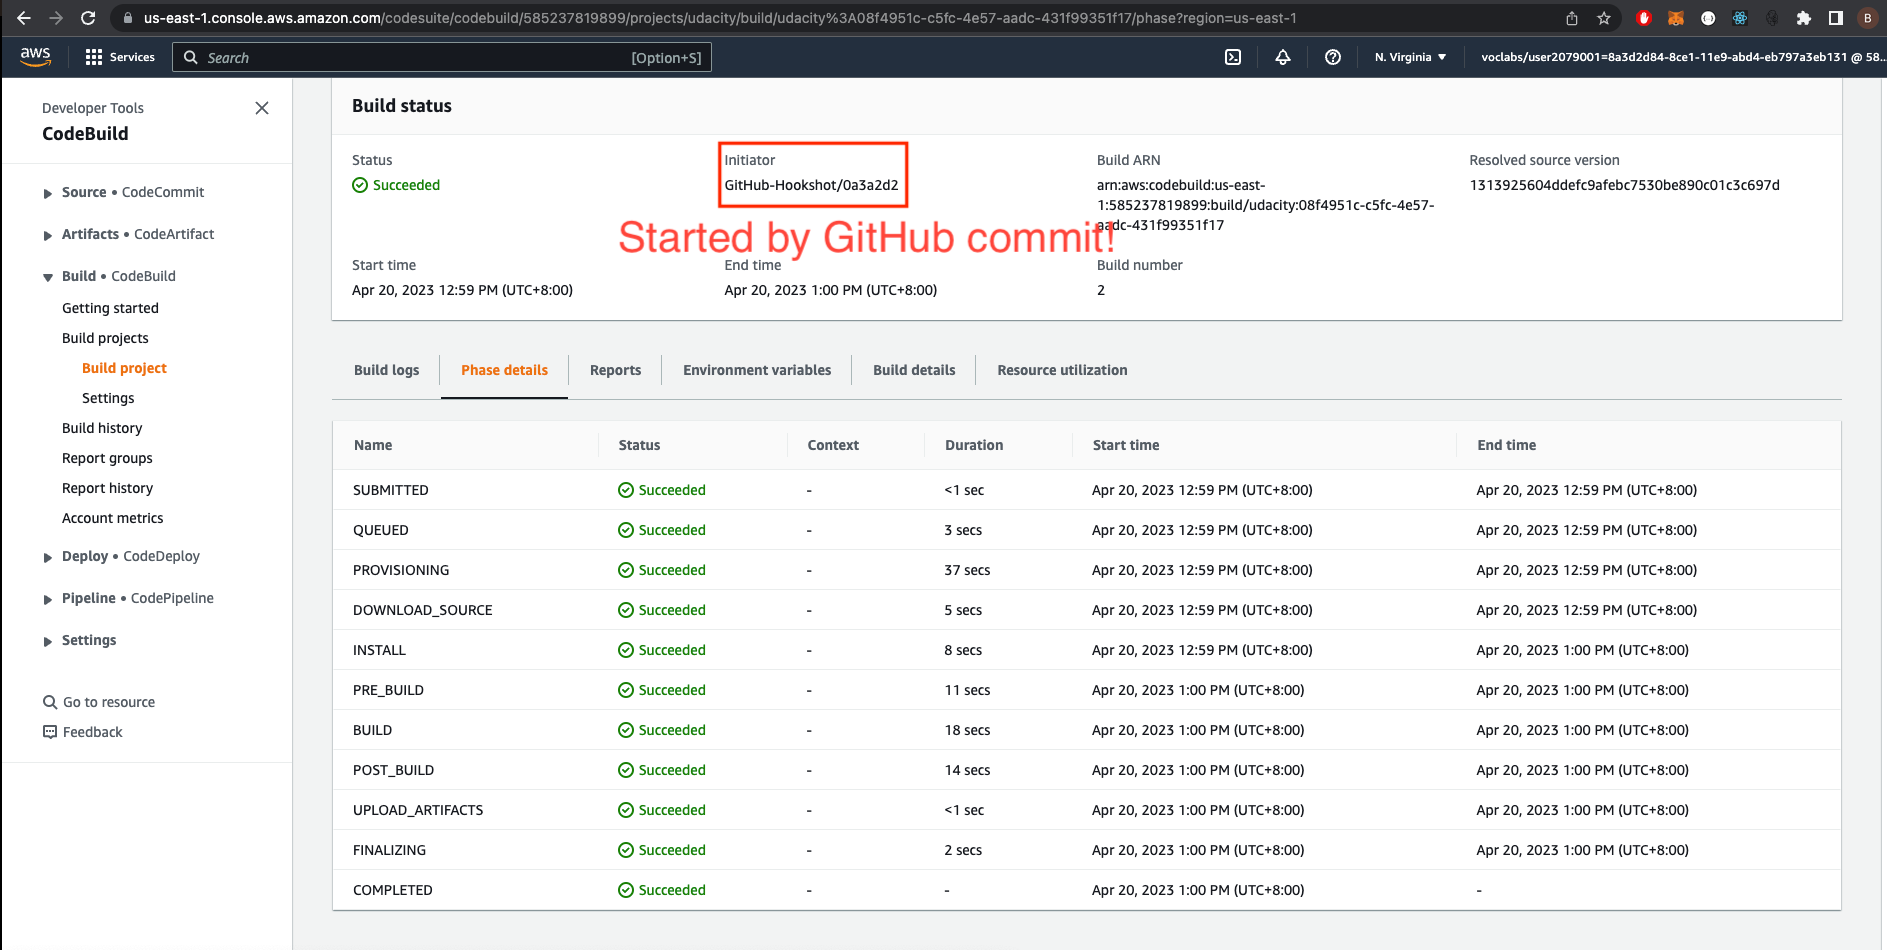 us-east-1.console.aws.amazon.com/codesuite/codebuild/585237819899/projects/udacity/build/udacity%3A08f4951c-c5fc-4e57-aadc-431f99351f17/phase?region=us-east-1
B
aws
Services
Search
[Option+S]
N. Virginia
voclabs/user2079001=8a3d2d84-8ce1-11e9-abd4-eb797a3eb131 @ 58...
Developer Tools
CodeBuild
Source • CodeCommit
Artifacts • CodeArtifact
Build • CodeBuild
Getting started
Build projects
Build project
Settings
Build history
Report groups
Report history
Account metrics
Deploy • CodeDeploy
Pipeline • CodePipeline
Settings
Go to resource
Feedback
Build status
Status
Succeeded
Initiator
GitHub-Hookshot/0a3a2d2
Started by GitHub commit!
Build ARN
arn:aws:codebuild:us-east-
1:585237819899:build/udacity:08f4951c-c5fc-4e57-
aadc-431f99351f17
Resolved source version
1313925604ddefc9afebc7530be890c01c3c697d
Start time
Apr 20, 2023 12:59 PM (UTC+8:00)
End time
Apr 20, 2023 1:00 PM (UTC+8:00)
Build number
2
Build logs
Phase details
Reports
Environment variables
Build details
Resource utilization
Name Status Context Duration Start time End time
SUBMITTED Succeeded - <1 sec Apr 20, 2023 12:59 PM (UTC+8:00) Apr 20, 2023 12:59 PM (UTC+8:00)
QUEUED Succeeded - 3 secs Apr 20, 2023 12:59 PM (UTC+8:00) Apr 20, 2023 12:59 PM (UTC+8:00)
PROVISIONING Succeeded - 37 secs Apr 20, 2023 12:59 PM (UTC+8:00) Apr 20, 2023 12:59 PM (UTC+8:00)
DOWNLOAD_SOURCE Succeeded - 5 secs Apr 20, 2023 12:59 PM (UTC+8:00) Apr 20, 2023 12:59 PM (UTC+8:00)
INSTALL Succeeded - 8 secs Apr 20, 2023 12:59 PM (UTC+8:00) Apr 20, 2023 1:00 PM (UTC+8:00)
PRE_BUILD Succeeded - 11 secs Apr 20, 2023 1:00 PM (UTC+8:00) Apr 20, 2023 1:00 PM (UTC+8:00)
BUILD Succeeded - 18 secs Apr 20, 2023 1:00 PM (UTC+8:00) Apr 20, 2023 1:00 PM (UTC+8:00)
POST_BUILD Succeeded - 14 secs Apr 20, 2023 1:00 PM (UTC+8:00) Apr 20, 2023 1:00 PM (UTC+8:00)
UPLOAD_ARTIFACTS Succeeded - <1 sec Apr 20, 2023 1:00 PM (UTC+8:00) Apr 20, 2023 1:00 PM (UTC+8:00)
FINALIZING Succeeded - 2 secs Apr 20, 2023 1:00 PM (UTC+8:00) Apr 20, 2023 1:00 PM (UTC+8:00)
COMPLETED Succeeded - - Apr 20, 2023 1:00 PM (UTC+8:00) -